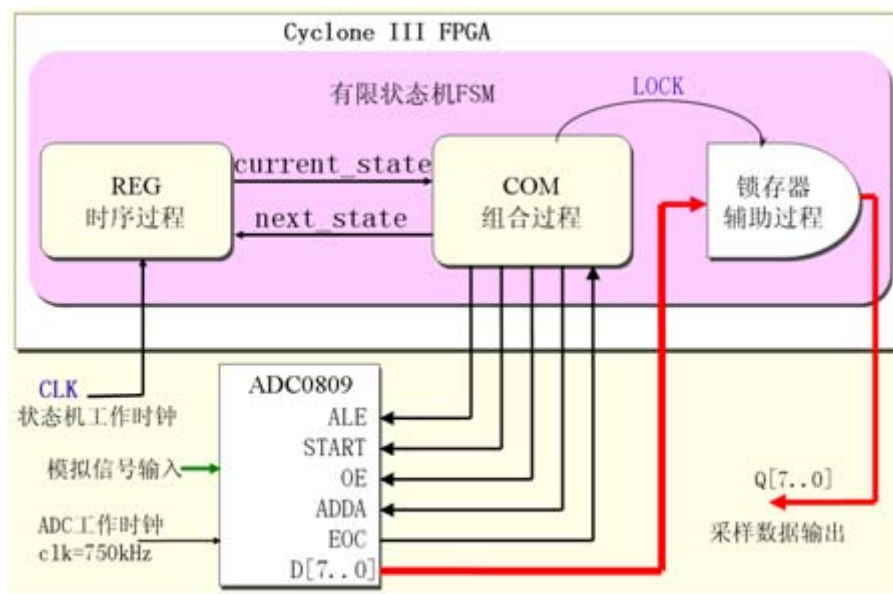 Cyclone III FPGA
有限状态机FSM
LOCK
REG
时序过程
current_state
next_state
COM
组合过程
锁存器
辅助过程
CLK
状态机工作时钟
模拟信号输入
ADC工作时钟
clk=750kHz
ADC0809
ALE
START
OE
ADDA
EOC
D[7..0]
Q[7..0]
采样数据输出